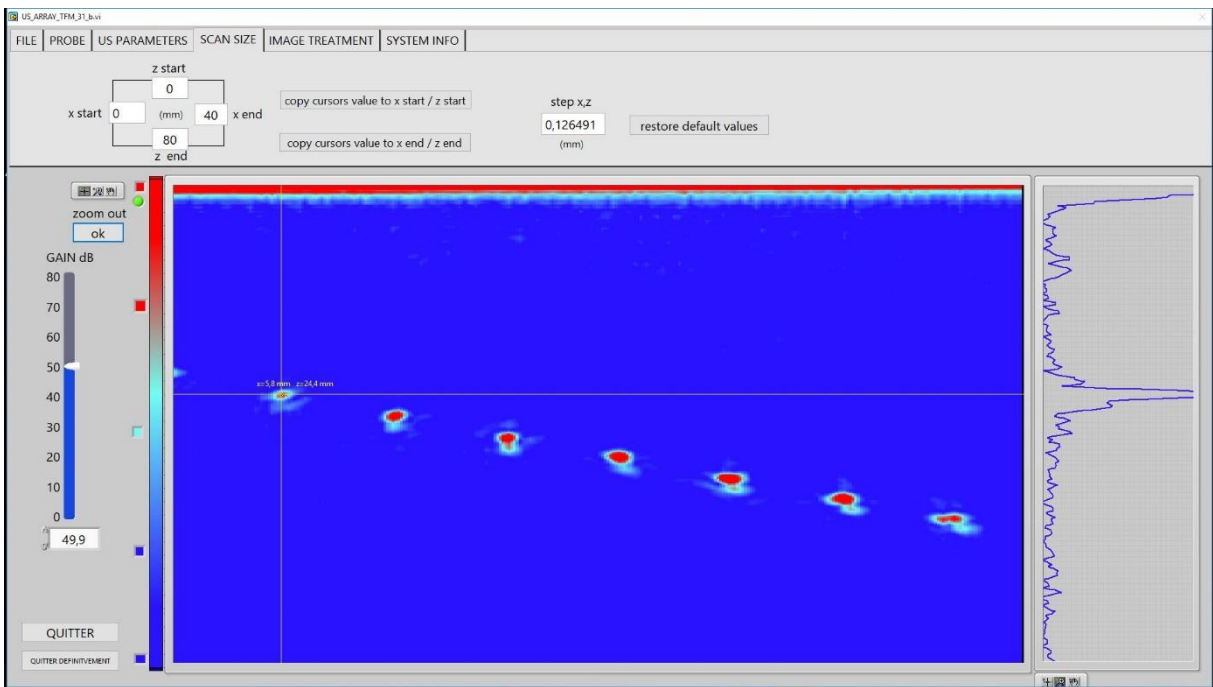 US_ARRAY_TFM_31_b.vi
FILE PROBE US PARAMETERS SCAN SIZE IMAGE TREATMENT SYSTEM INFO
z start
0
x start 0 (mm) 40 x end
80
z end
copy cursors value to x start / z start
copy cursors value to x end / z end
step x,z
0,126491
(mm)
restore default values
zoom out
ok
GAIN dB
80
70
60
50
40
30
20
10
0
49,9
QUITTER
QUITTER DEFINITVEMENT
x=5,8 mm z=24,4 mm